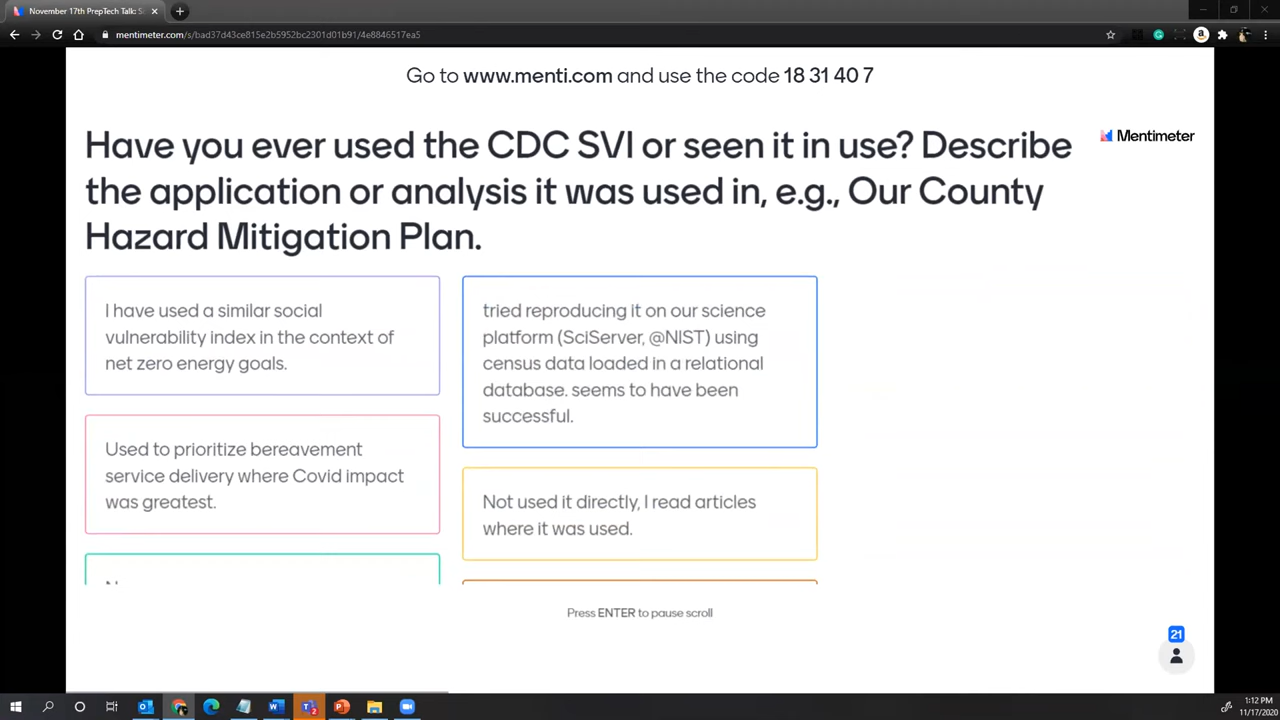 November 17th PrepTech Talk: S
mentimeter.com/s/bad37d43ce815e2b5952bc2301d01b91/4e8846517ea5
Go to www.menti.com and use the code 18 31 40 7
Have you ever used the CDC SVI or seen it in use? Describe
the application or analysis it was used in, e.g., Our County
Hazard Mitigation Plan.
Mentimeter
I have used a similar social
vulnerability index in the context of
net zero energy goals.
Used to prioritize bereavement
service delivery where Covid impact
was greatest.
tried reproducing it on our science
platform (SciServer, @NIST) using
census data loaded in a relational
database. seems to have been
successful.
Not used it directly, I read articles
where it was used.
Press ENTER to pause scroll
21
1:12 PM
11/17/2020